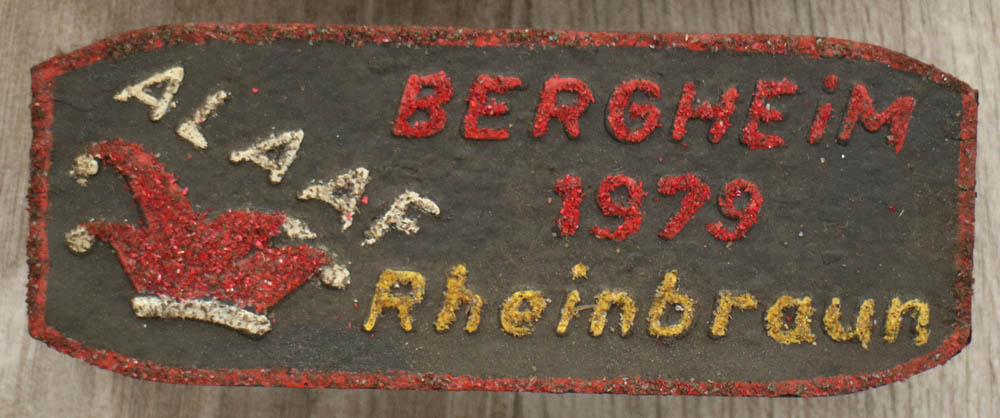 ALAAF
BERGHEiM
1979
Rheinbraun